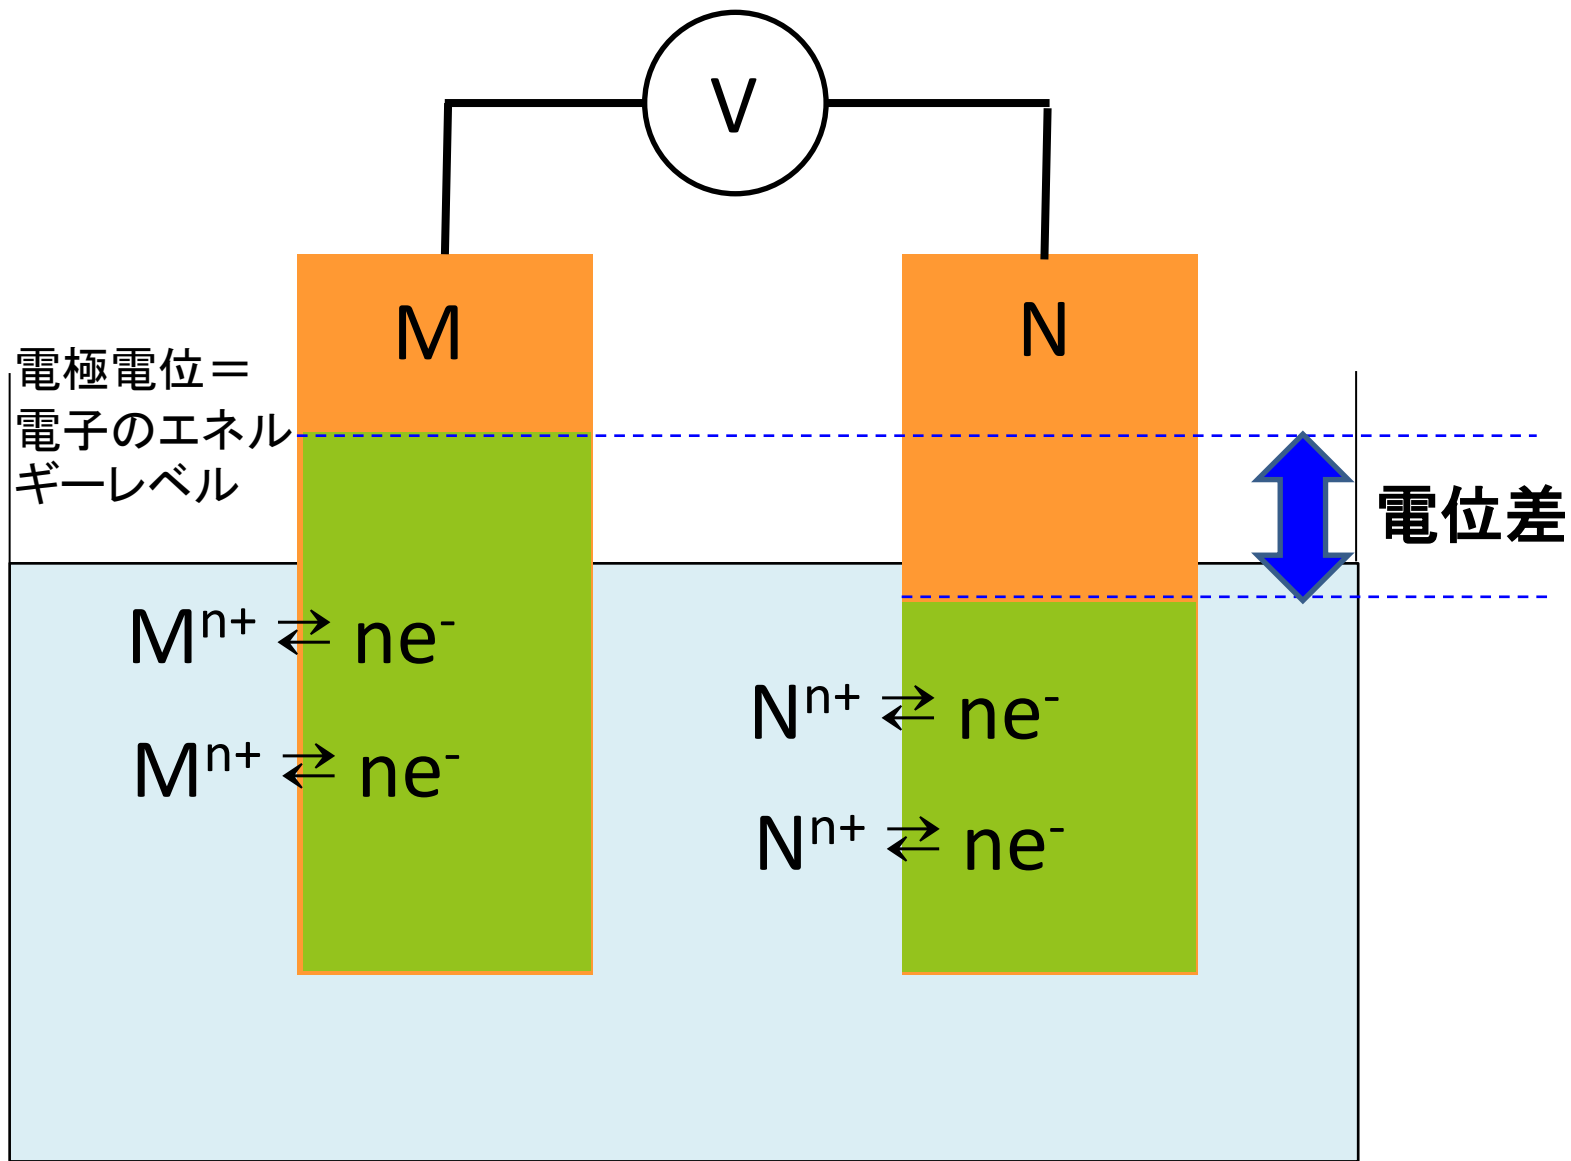 V
M
N
電極電位＝
電子のエネル
ギーレベル
電位差
Mⁿ⁺ ⇄ ne⁻
Nⁿ⁺ ⇄ ne⁻
Mⁿ⁺ ⇄ ne⁻
Nⁿ⁺ ⇄ ne⁻